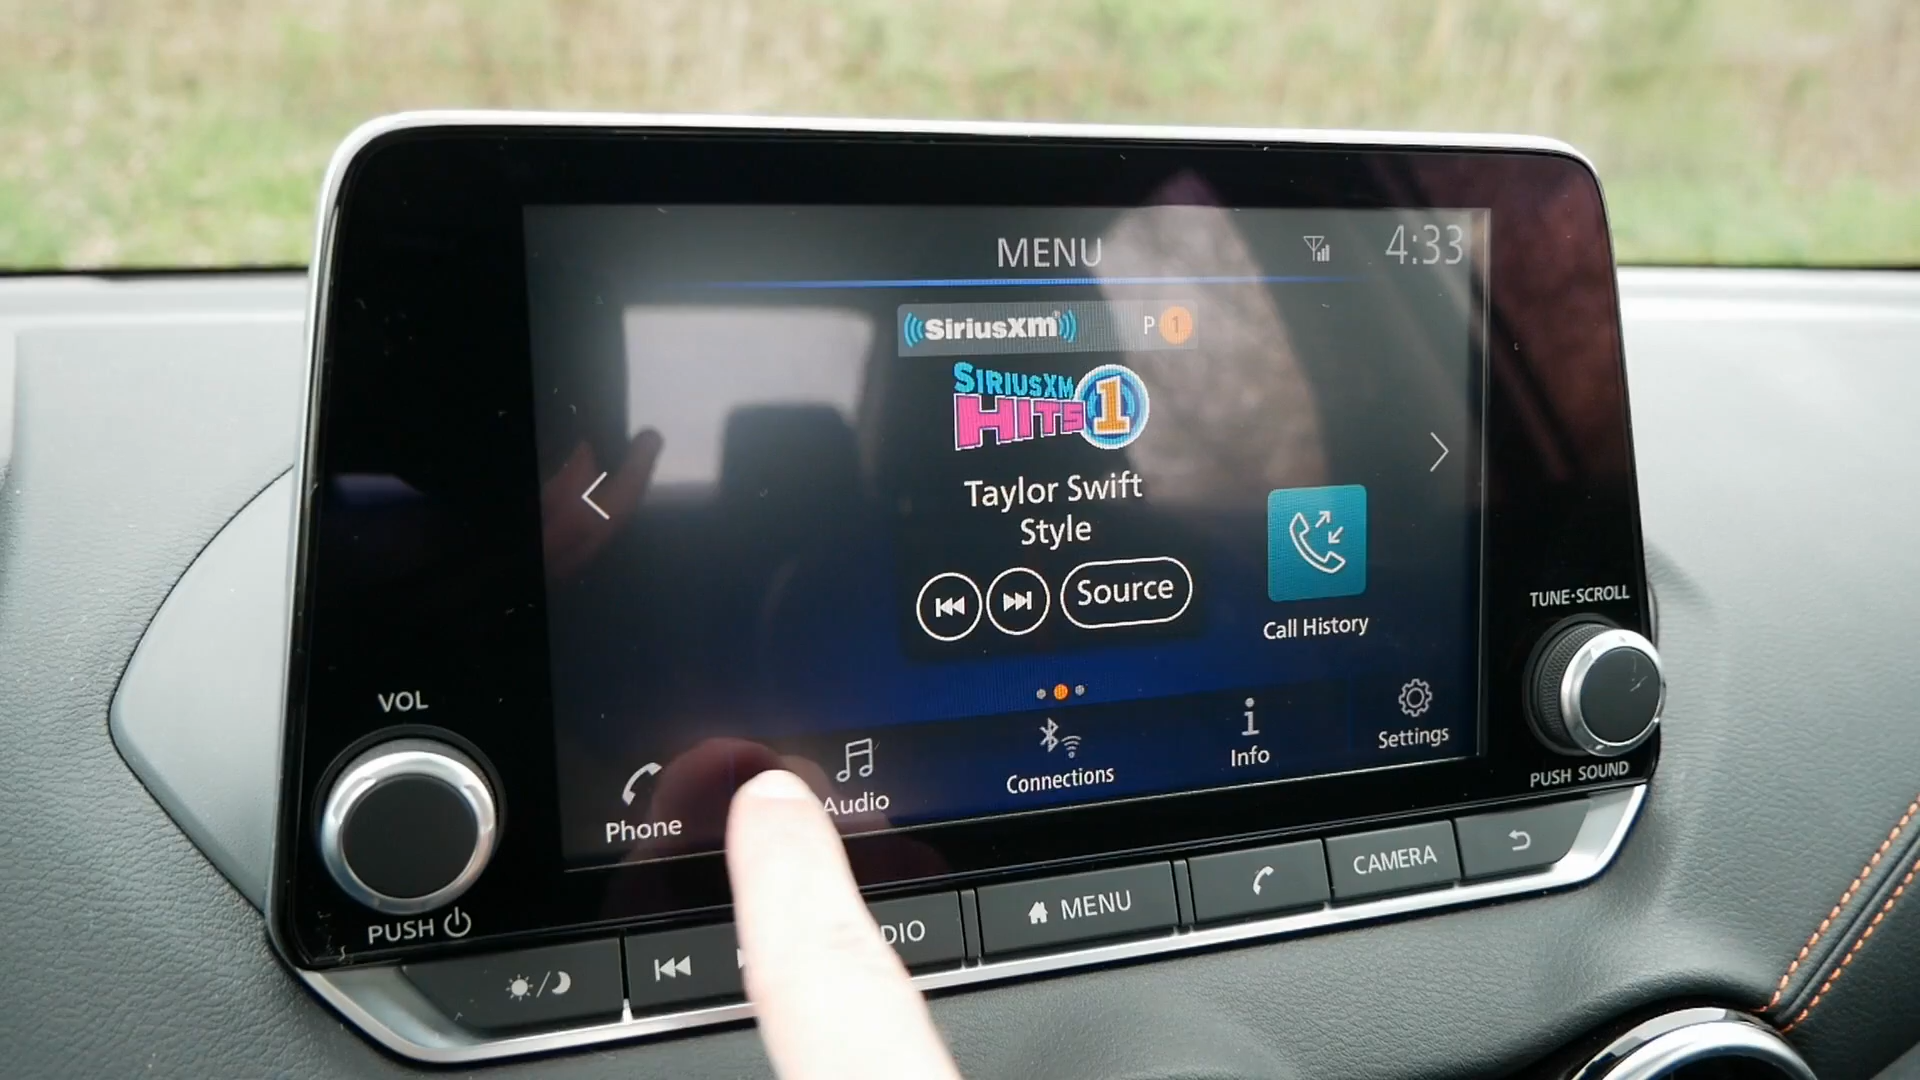 MENU
4:33
SiriusXM
P 1
SIRIUSXM
HITS 1
Taylor Swift
Style
Source
Call History
Phone
Audio
Connections
Info
Settings
VOL
PUSH
TUNE·SCROLL
PUSH SOUND
MENU
CAMERA